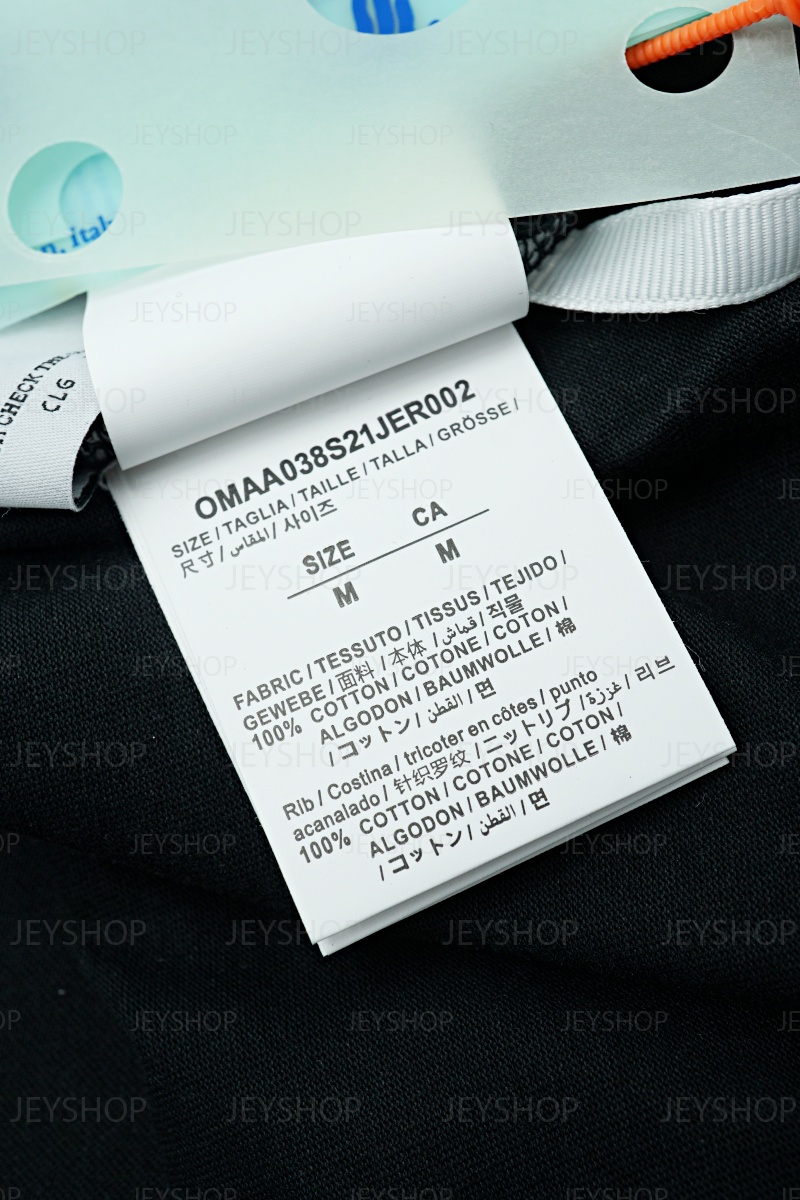 n, ital
CHECK TH
CLG
OMAA038S21JER002
SIZE / TAGLIA / TAILLE / TALLA / GRÖSSE /
尺寸 / المقاس / 사이즈
SIZE CA
M M
FABRIC / TESSUTO / TISSUS / TEJIDO /
GEWEBE / 面料 / 本体 / قماش / 직물
100% COTTON / COTONE / COTON /
ALGODON / BAUMWOLLE / 棉
/ コットン / القطن / 면
Rib / Costina / tricoter en côtes / punto
acanalado / 针织罗纹 / ニットリブ / غرزة / 리브
100% COTTON / COTONE / COTON /
ALGODON / BAUMWOLLE / 棉
/ コットン / القطن / 면
JEYSHOP